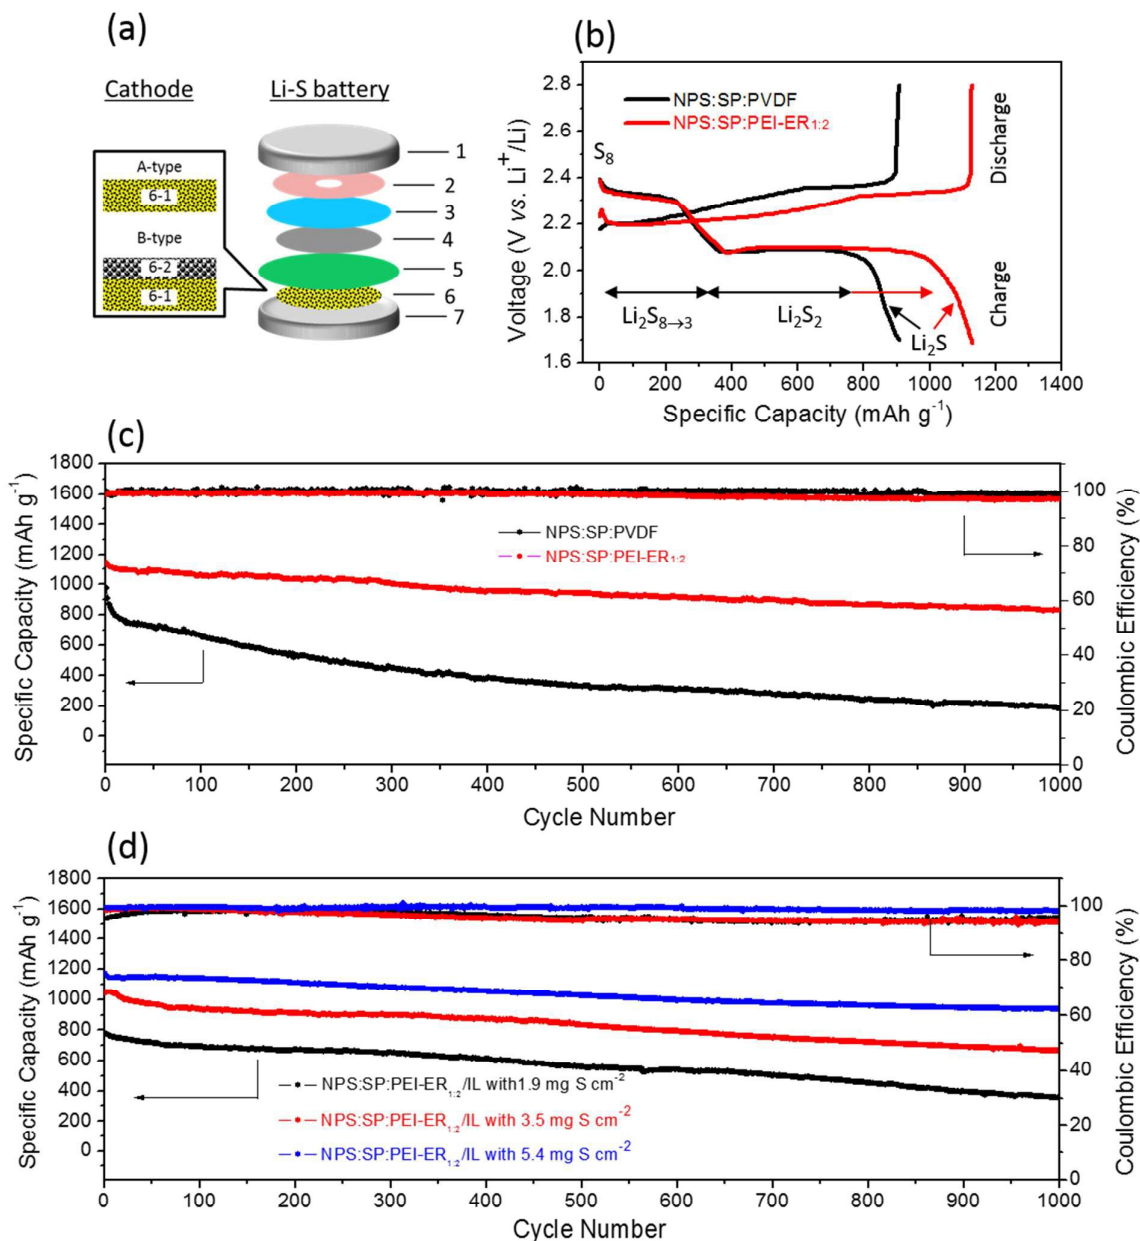 (a)
Cathode
Li-S battery
A-type
6-1
B-type
6-2
6-1
1
2
3
4
5
6
7
(b)
NPS:SP:PVDF
NPS:SP:PEI-ER1:2
S8
Li2S8→3
Li2S2
Li2S
Discharge
Charge
Voltage (V vs. Li+/Li)
2.8
2.6
2.4
2.2
2.0
1.8
1.6
0 200 400 600 800 1000 1200 1400
Specific Capacity (mAh g-1)
(c)
NPS:SP:PVDF
NPS:SP:PEI-ER1:2
Specific Capacity (mAh g-1)
1800
1600
1400
1200
1000
800
600
400
200
0
Coulombic Efficiency (%)
100
80
60
40
20
0
0 100 200 300 400 500 600 700 800 900 1000
Cycle Number
(d)
Specific Capacity (mAh g-1)
1800
1600
1400
1200
1000
800
600
400
200
0
NPS:SP:PEI-ER1:2/IL with1.9 mg S cm-2
NPS:SP:PEI-ER1:2/IL with 3.5 mg S cm-2
NPS:SP:PEI-ER1:2/IL with 5.4 mg S cm-2
Coulombic Efficiency (%)
100
80
60
40
20
0
0 100 200 300 400 500 600 700 800 900 1000
Cycle Number